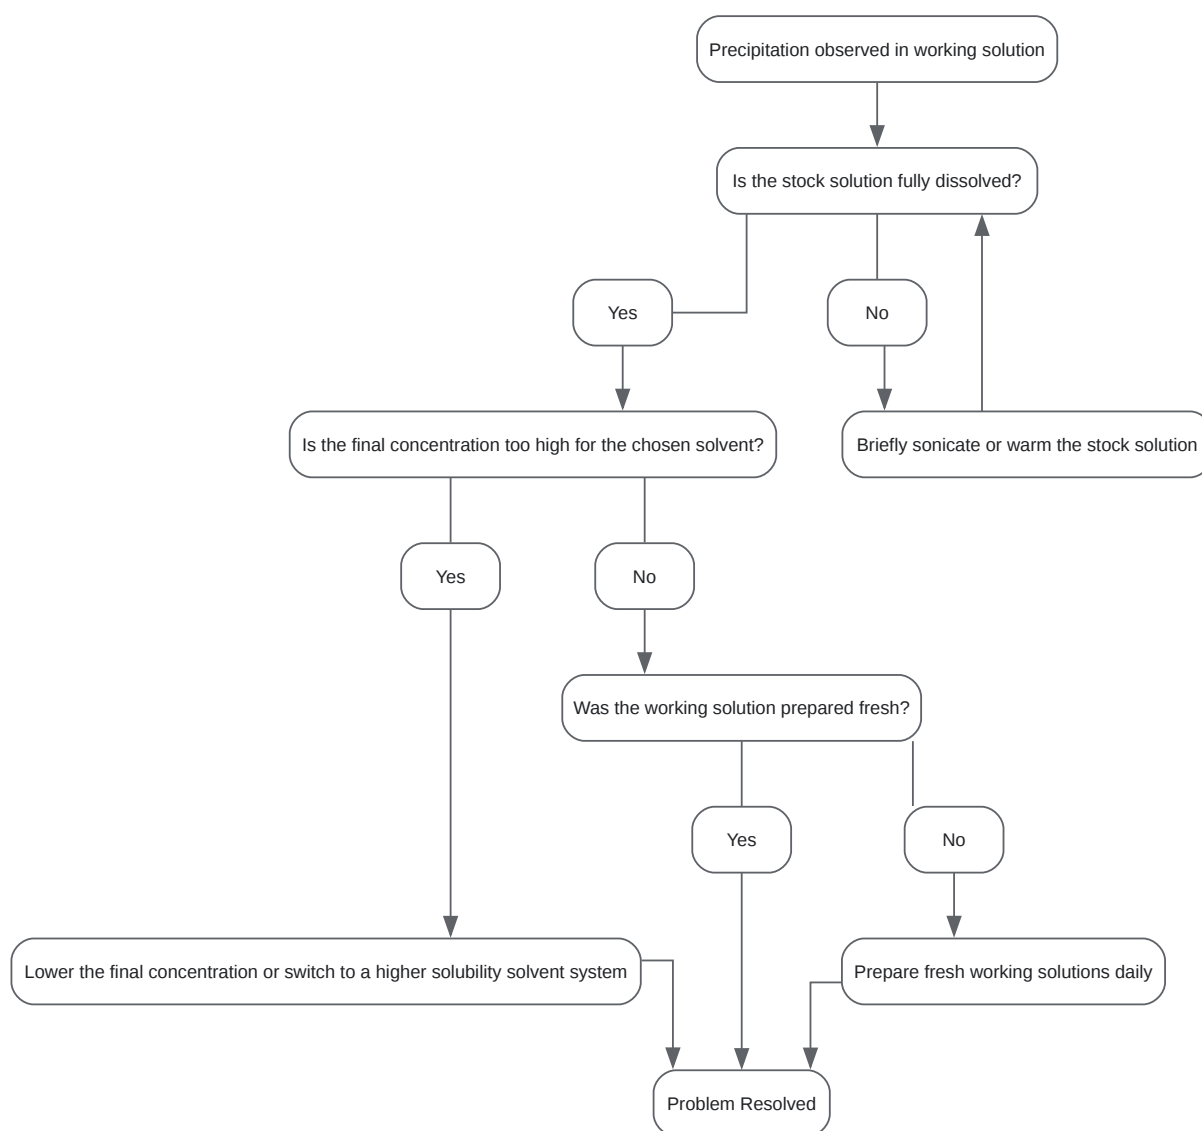 Precipitation observed in working solution
Is the stock solution fully dissolved?
Yes
No
Is the final concentration too high for the chosen solvent?
Briefly sonicate or warm the stock solution
Yes
No
Was the working solution prepared fresh?
Yes
No
Lower the final concentration or switch to a higher solubility solvent system
Prepare fresh working solutions daily
Problem Resolved